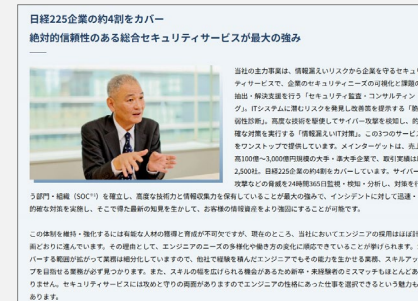 日経225企業の約4割をカバー
絶対的信頼性のある総合セキュリティサービスが最大の強み
当社の主力事業は、情報漏えいリスクから企業を守るセキュリ
ティサービスで、企業のセキュリティニーズの可視化と課題の
抽出・解決支援を行う「セキュリティ監査・コンサルティン
グ」。ITシステムに潜むリスクを発見し改善策を提示する「脆
弱性診断」。高度な技術を駆使してサイバー攻撃を検知し、的
確な対策を実行する「情報漏えいIT対策」。この3つのサービス
をワンストップで提供しています。メインターゲットは、売上
高100億〜3,000億円規模の大手・準大手企業で、取引実績は
2,500社。日経225企業の約4割をカバーしています。サイバー
攻撃などの脅威を24時間365日監視・検知・分析し、対策を行
う部門・組織（SOC※1）を確立し、高度な技術力と情報収集力を保有していることが最大の強みで、インシデントに対して迅速・
的確な対策を実施し、そこで得た最新の知見を生かして、お客様の情報資産をより強固にすることが可能です。
この体制を維持・強化するには有能な人材の獲得と育成が不可欠ですが、現在のところ、当社においてエンジニアの採用はほぼ計
画どおりに進んでいます。その理由として、エンジニアのニーズの多様化や働き方の変化に順応できていることが挙げられます。
バーする範囲が拡がって業務は細分化していますので、他社で経験を積んだエンジニアでもその能力を生かせる業務、スキルアッ
プを目指せる業務が必ず見つかります。また、スキルの幅を広げられる機会があるため新卒・未経験者のミスマッチもほとんどあ
りません。セキュリティサービスには攻めと守りの両面がありますのでエンジニアの性格にあった仕事を選択できるという魅力も
あります。